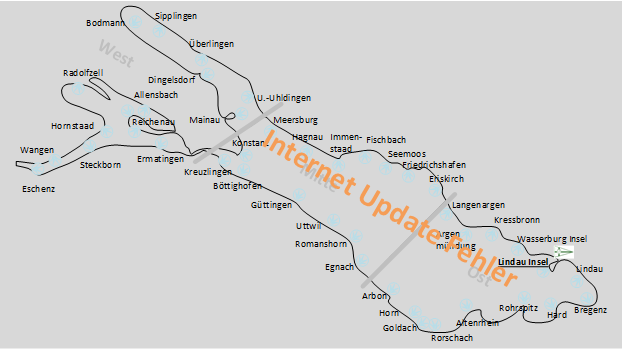 Sipplingen
Bodmann
Überlingen
West
Radolfzell
Dingelsdorf
Allensbach
U.-Uhldingen
Mainau
Meersburg
Reichenau
Hornstaad
Konstanz
Hagnau
Immen-
staad
Fischbach
Wangen
Seemoos
Steckborn
Ermatingen
Friedrichshafen
Kreuzlingen
Eriskirch
Eschenz
Böttighofen
Mitte
Internet Update Fehler
Güttingen
Langenargen
Kressbronn
Uttwil
Argen
mündung
Wasserburg Insel
Romanshorn
Lindau Insel
Egnach
Ost
Lindau
Arbon
Rohrspitz
Bregenz
Horn
Hard
Altenrhein
Goldach
Rorschach